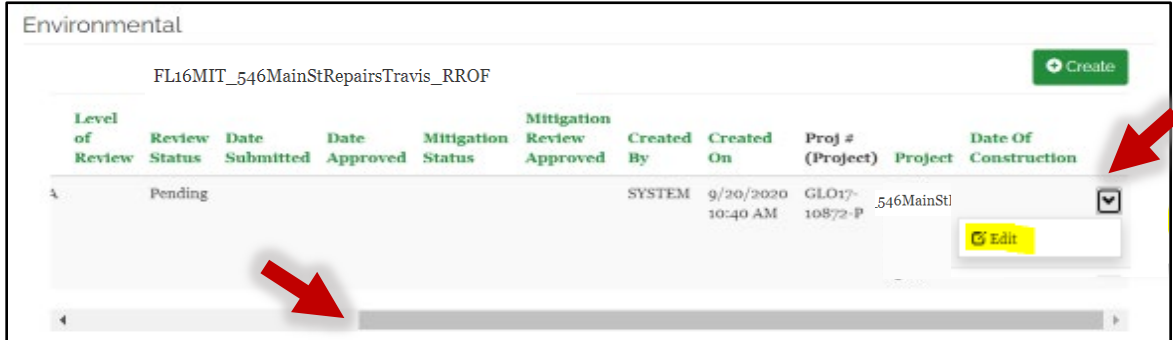 Environmental
FL16MIT_546MainStRepairsTravis_RROF
Create
Level of Review
Review Status
Date Submitted
Date Approved
Mitigation Status
Mitigation Review Approved
Created By
Created On
Proj # (Project)
Project
Date Of Construction
A
Pending
SYSTEM
9/20/2020 10:40 AM
GLO17-10872-P
_546MainSt
Edit